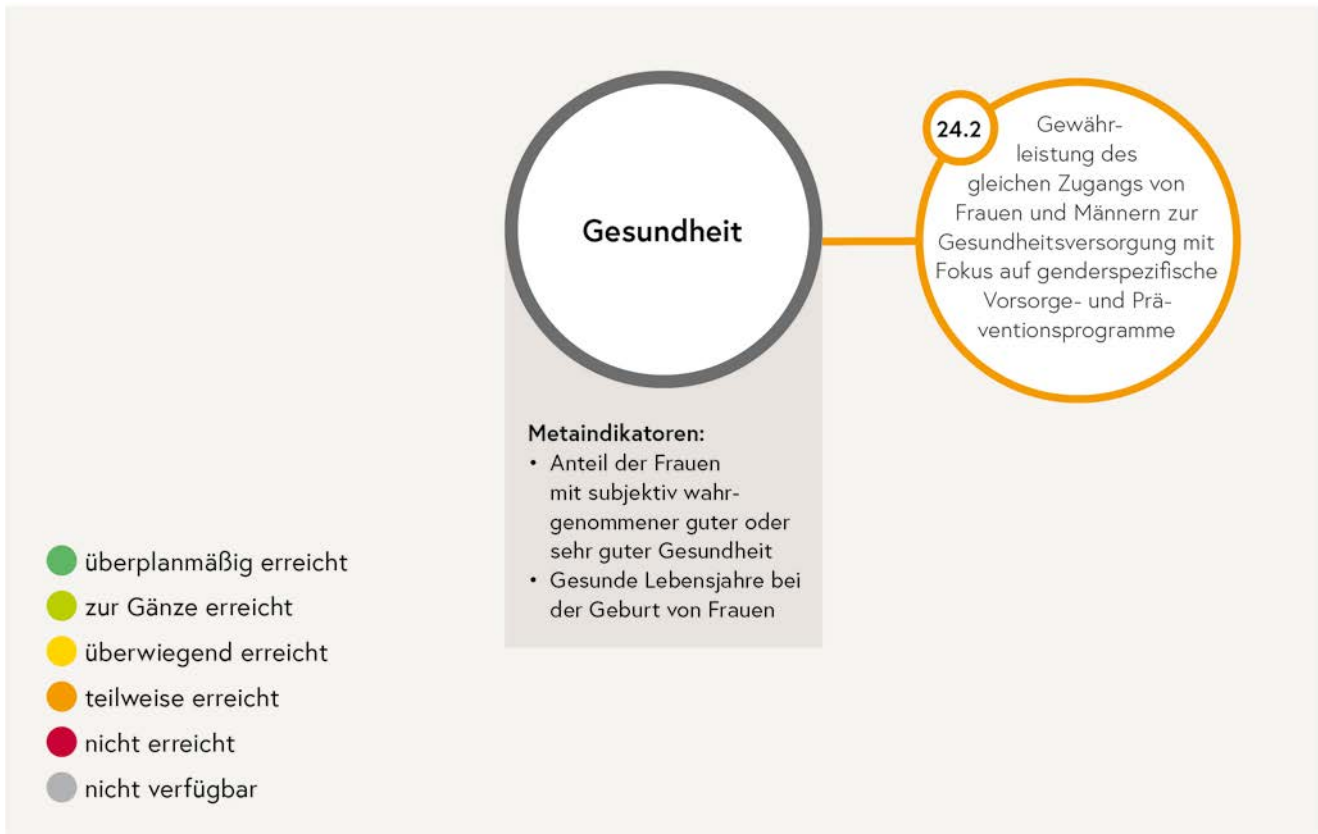 Gesundheit
24.2
Gewähr-
leistung des
gleichen Zugangs von
Frauen und Männern zur
Gesundheitsversorgung mit
Fokus auf genderspezifische
Vorsorge- und Prä-
ventionsprogramme
Metaindikatoren:
• Anteil der Frauen
mit subjektiv wahr-
genommener guter oder
sehr guter Gesundheit
• Gesunde Lebensjahre bei
der Geburt von Frauen
überplanmäßig erreicht
zur Gänze erreicht
überwiegend erreicht
teilweise erreicht
nicht erreicht
nicht verfügbar